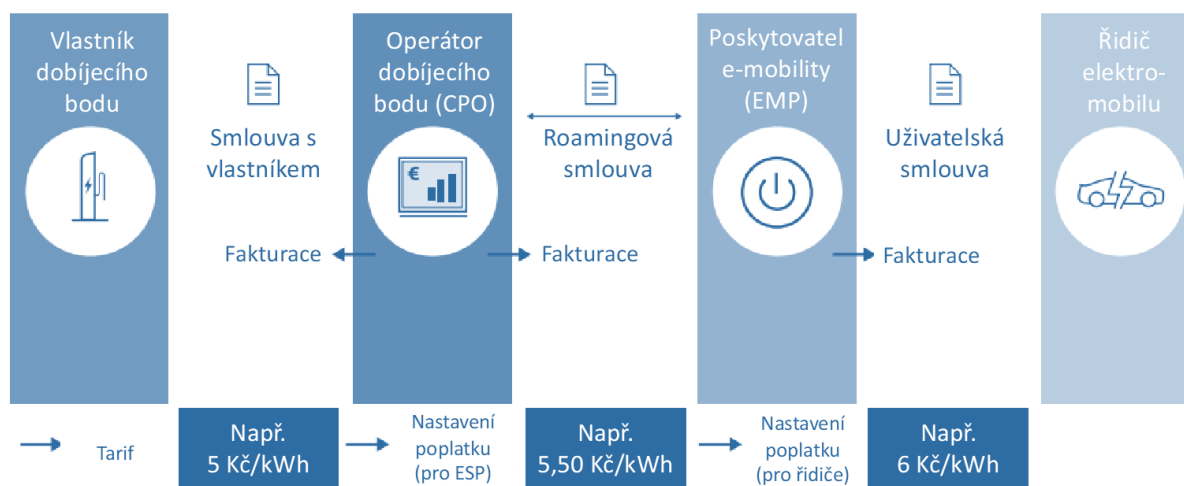 Vlastník
dobíjecího
bodu
Smlouva s
vlastníkem
Operátor
dobíjecího
bodu (CPO)
€
Roamingová
smlouva
Poskytovatel
e-mobility
(EMP)
Uživatelská
smlouva
Řidič
elektro-
mobilu
Fakturace
Fakturace
Fakturace
Tarif
Např.
5 Kč/kWh
Nastavení
poplatku
(pro ESP)
Např.
5,50 Kč/kWh
Nastavení
poplatku
(pro řidiče)
Např.
6 Kč/kWh